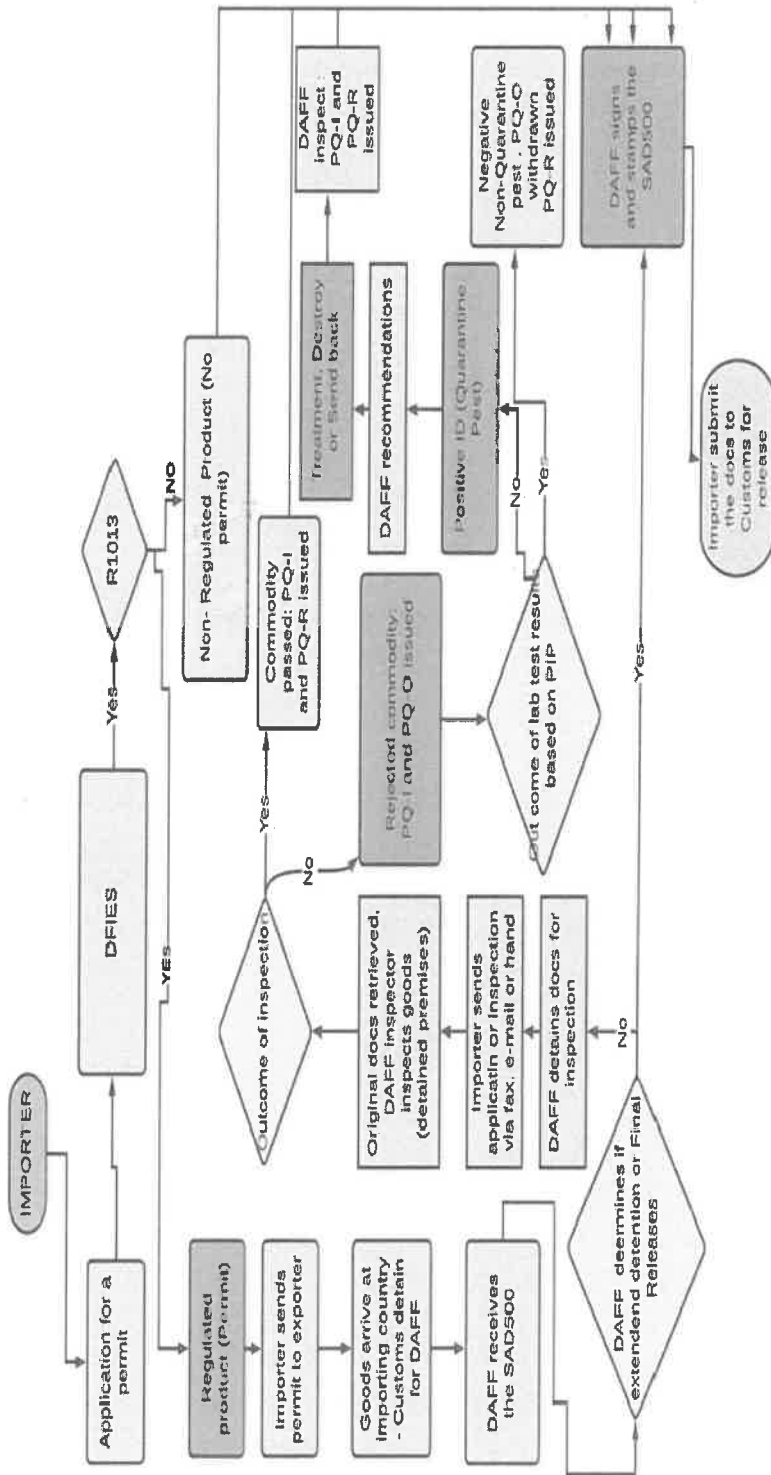 IMPORTER
Application for a
permit
DFIES
Yes
R1013
YEs
NO
Regulated
product (Permit)
Non- Regulated Product (No
permit)
Importer sends
permit to exporter
Goods arrive at
importing country
- Customs detain
for DAFF
DAFF receives
the SAD500
DAFF deermines if
extendend detention or Final
Releases
No
Yes
DAFF detains docs for
inspection
Importer sends
applicatin or inspection
via fax, e-mail or hand
Original docs retrieved,
DAFF inspector
inspects goods
(detained premises)
Outcome of inspection
Yes
No
Commodity
passed: PQ-I
and PQ-R issued
Rejected commodity:
PQ-I and PQ-O issued
Out come of lab test results
based on PIP
No
Yes
Positive ID (Quarantine
Pest)
DAFF recommendations
Treatment, Destroy
or Send back
DAFF
inspect :
PQ-I and
PQ-R
issued
Negative
Non-Quarantine
pest . PQ-O
withdrawn
PQ-R issued
DAFF signs
and stamps the
SAD500
Importer submit
the docs to
Customs for
release